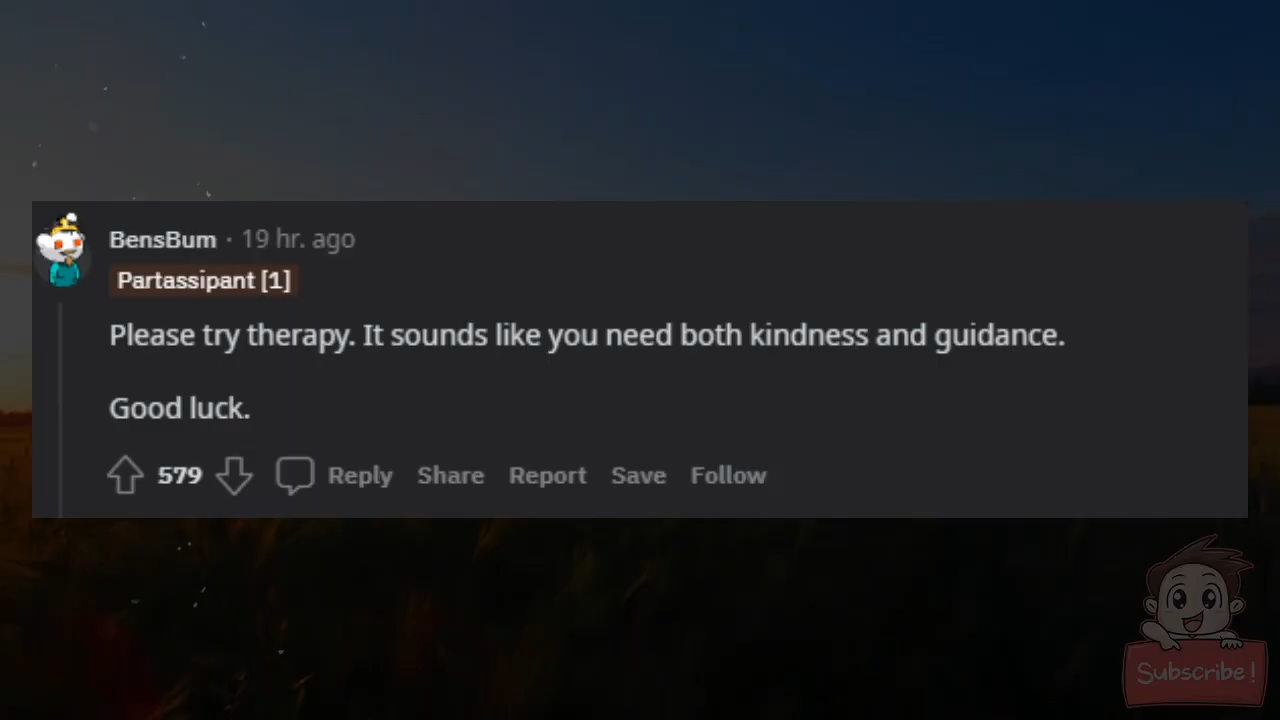 BensBum · 19 hr. ago
Partassipant [1]
Please try therapy. It sounds like you need both kindness and guidance.
Good luck.
579 Reply Share Report Save Follow
Subscribe!